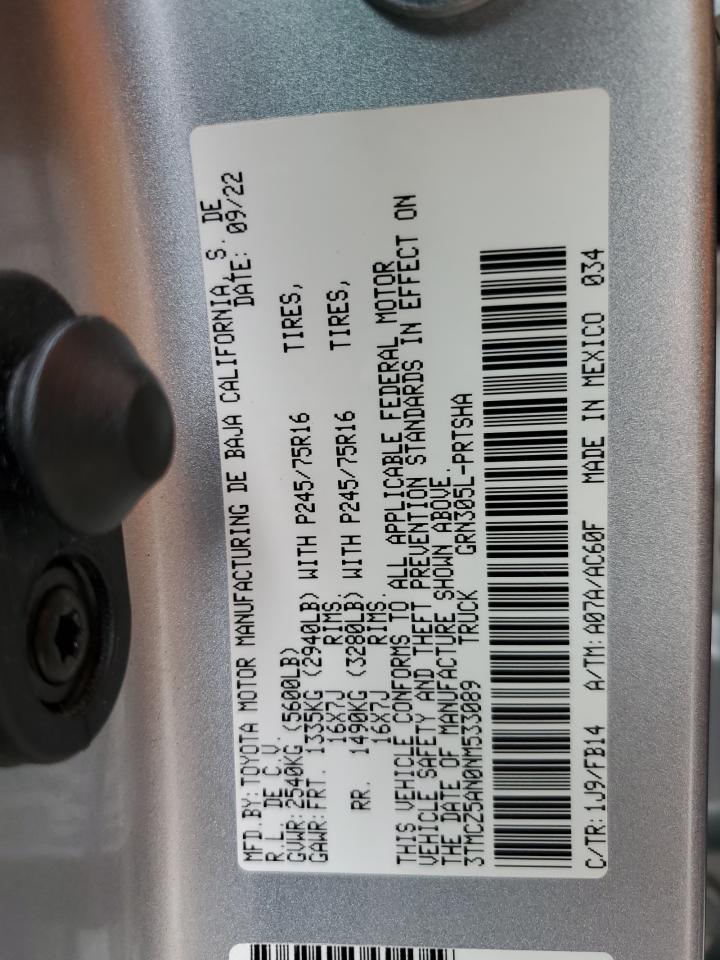 MFD.BY: TOYOTA MOTOR MANUFACTURING DE BAJA CALIFORNIA, S. DE
R.L. DE C.V. DATE: 09/22
GVWR: 2540KG (5600LB)
GAWR: FRT. 1335KG (2940LB) WITH P245/75R16 TIRES,
16X7J RIMS.
RR. 1490KG (3280LB) WITH P245/75R16 TIRES,
16X7J RIMS.
THIS VEHICLE CONFORMS TO ALL APPLICABLE FEDERAL MOTOR
VEHICLE SAFETY AND THEFT PREVENTION STANDARDS IN EFFECT ON
THE DATE OF MANUFACTURE SHOWN ABOVE.
3TMCZ5AN0NM533089 TRUCK GRN305L-PRTSHA
C/TR: 1J9/FB14 A/TM: A07A/AC60F MADE IN MEXICO 034